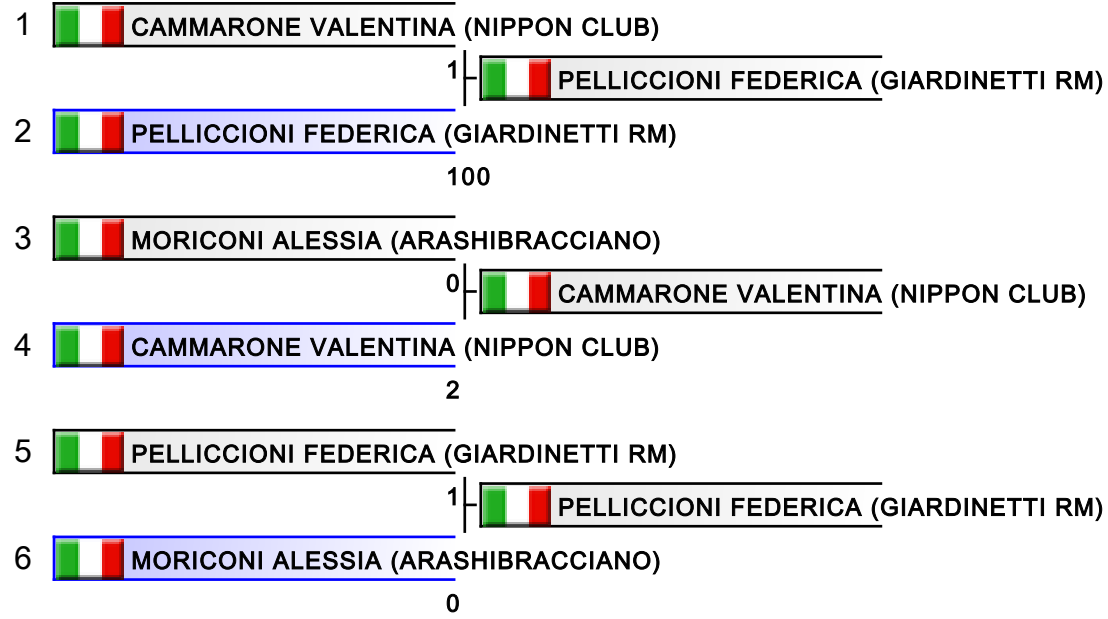 1 CAMMARONE VALENTINA (NIPPON CLUB)
1 PELLICCIONI FEDERICA (GIARDINETTI RM)
2 PELLICCIONI FEDERICA (GIARDINETTI RM)
100
3 MORICONI ALESSIA (ARASHIBRACCIANO)
0 CAMMARONE VALENTINA (NIPPON CLUB)
4 CAMMARONE VALENTINA (NIPPON CLUB)
2
5 PELLICCIONI FEDERICA (GIARDINETTI RM)
1 PELLICCIONI FEDERICA (GIARDINETTI RM)
6 MORICONI ALESSIA (ARASHIBRACCIANO)
0